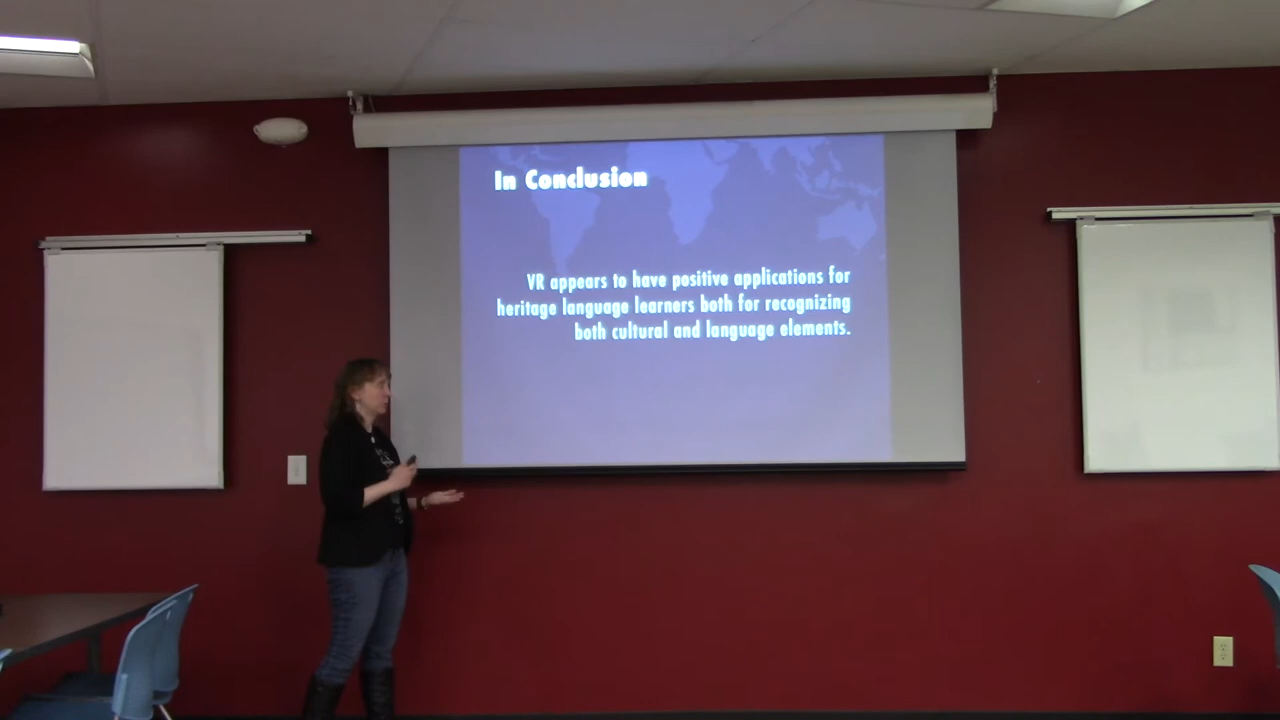 In Conclusion
VR appears to have positive applications for
heritage language learners both for recognizing
both cultural and language elements.